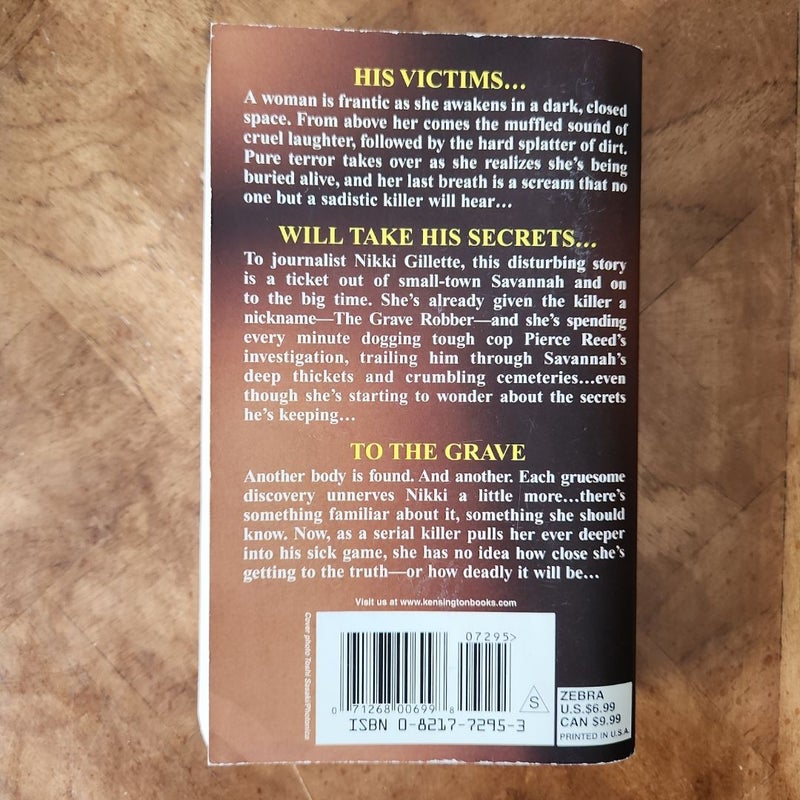 HIS VICTIMS...
A woman is frantic as she awakens in a dark, closed
space. From above her comes the muffled sound of
cruel laughter, followed by the hard splatter of dirt.
Pure terror takes over as she realizes she's being
buried alive, and her last breath is a scream that no
one but a sadistic killer will hear...
WILL TAKE HIS SECRETS...
To journalist Nikki Gillette, this disturbing story
is a ticket out of small-town Savannah and on
to the big time. She's already given the killer a
nickname—The Grave Robber—and she's spending
every minute dogging tough cop Pierce Reed's
investigation, trailing him through Savannah's
deep thickets and crumbling cemeteries...even
though she's starting to wonder about the secrets
he's keeping...
TO THE GRAVE
Another body is found. And another. Each gruesome
discovery unnerves Nikki a little more...there's
something familiar about it, something she should
know. Now, as a serial killer pulls her ever deeper
into his sick game, she has no idea how close she's
getting to the truth—or how deadly it will be...
Visit us at www.kensingtonbooks.com
Cover photo Toshi Sasaki/Photonica
07295>
0 71268 00699 8
S
ISBN 0-8217-7295-3
ZEBRA
U.S.$6.99
CAN $9.99
PRINTED IN U.S.A.